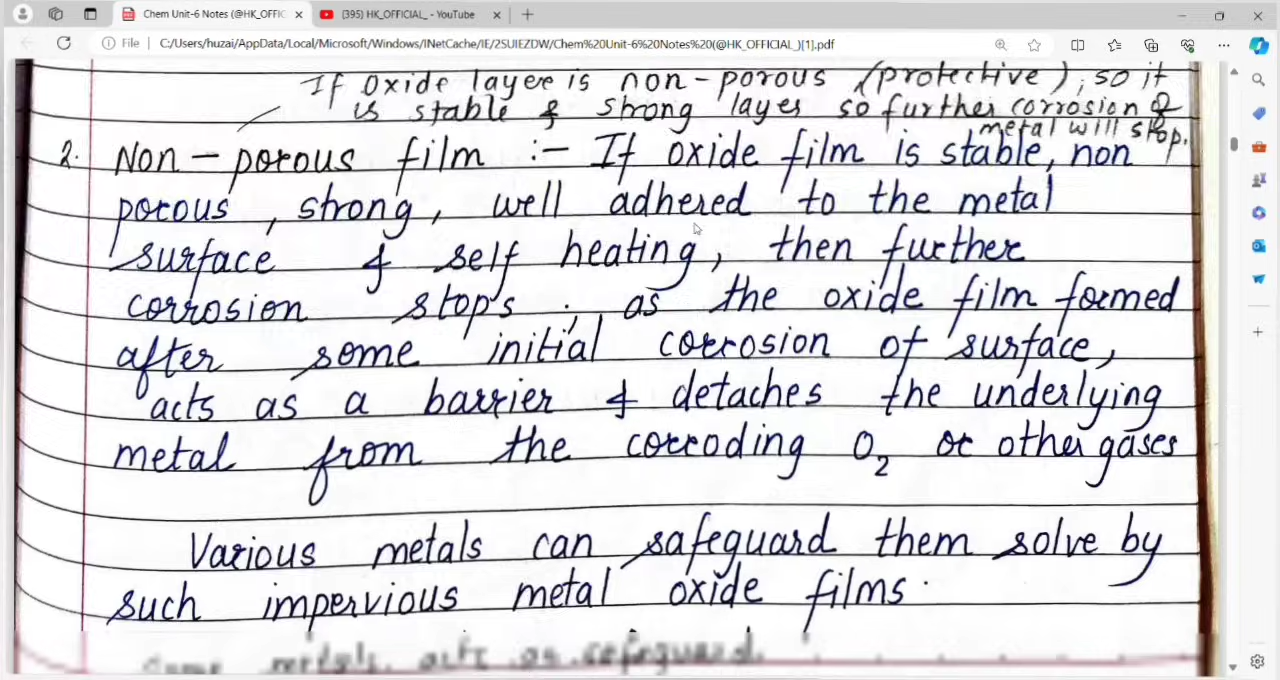 Chem Unit-6 Notes (@HK_OFFIC
(395) HK_OFFICIAL_ - YouTube
File | C:/Users/huzai/AppData/Local/Microsoft/Windows/INetCache/IE/2SUIEZDW/Chem%20Unit-6%20Notes%20(@HK_OFFICIAL_)[1].pdf
If oxide layer is non-porous (protective), so it
is stable & strong layer so further corrosion of
metal will stop.
2. Non-porous film :- If oxide film is stable, non
porous, strong, well adhered to the metal
surface & self heating, then further
corrosion stops ; as the oxide film formed
after some initial corrosion of surface,
acts as a barrier & detaches the underlying
metal from the corroding O₂ or other gases
Various metals can safeguard them solve by
such impervious metal oxide films.
some metals acts as safeguard.